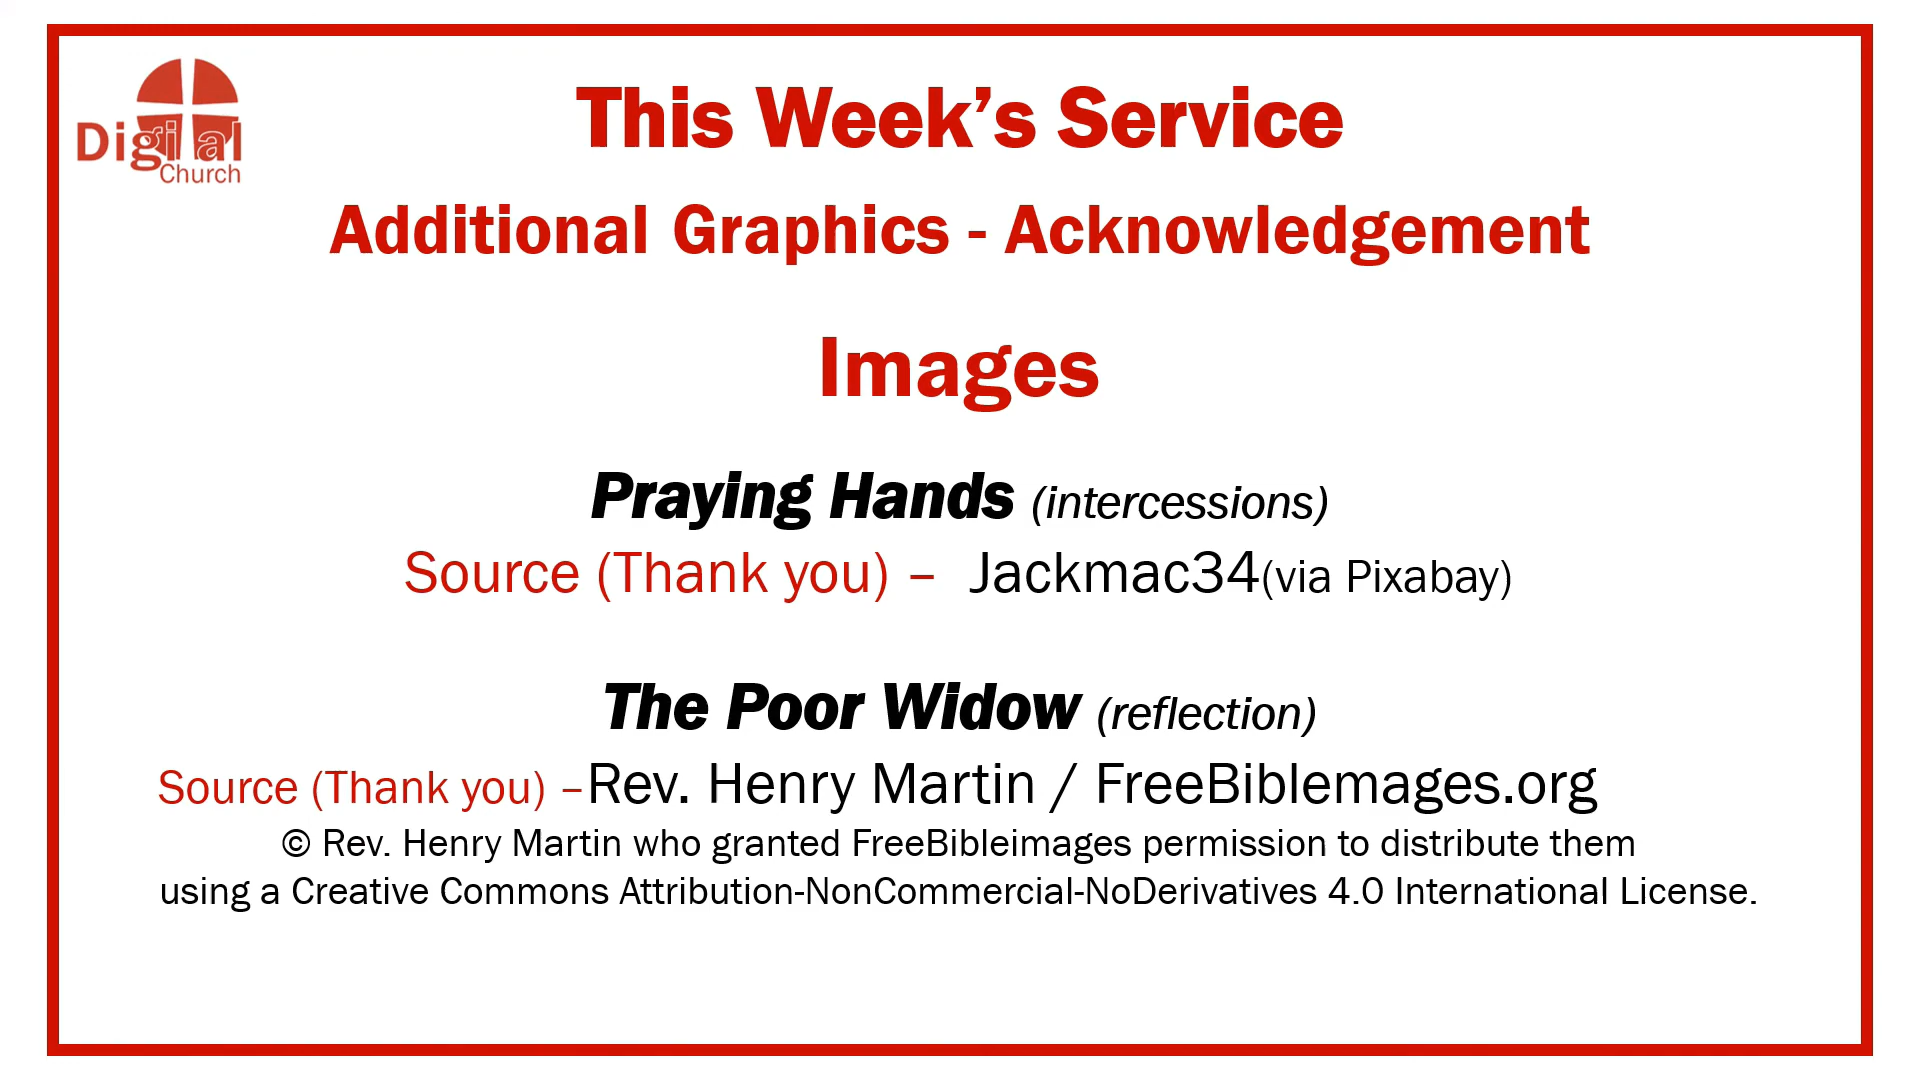 Digital
Church
This Week’s Service
Additional Graphics - Acknowledgement
Images
Praying Hands (intercessions)
Source (Thank you) – Jackmac34(via Pixabay)
The Poor Widow (reflection)
Source (Thank you) –Rev. Henry Martin / FreeBiblemages.org
© Rev. Henry Martin who granted FreeBibleimages permission to distribute them
using a Creative Commons Attribution-NonCommercial-NoDerivatives 4.0 International License.